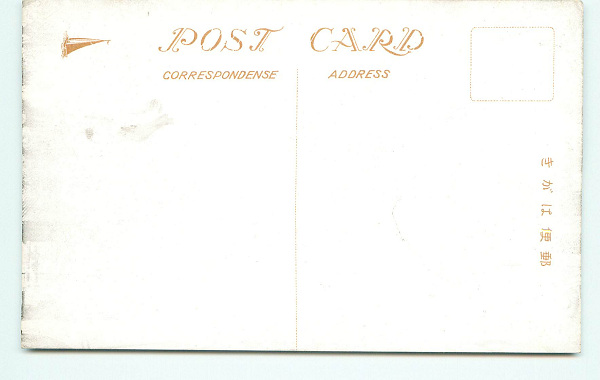 POST CARD
CORRESPONDENSE
ADDRESS
きがは便郵